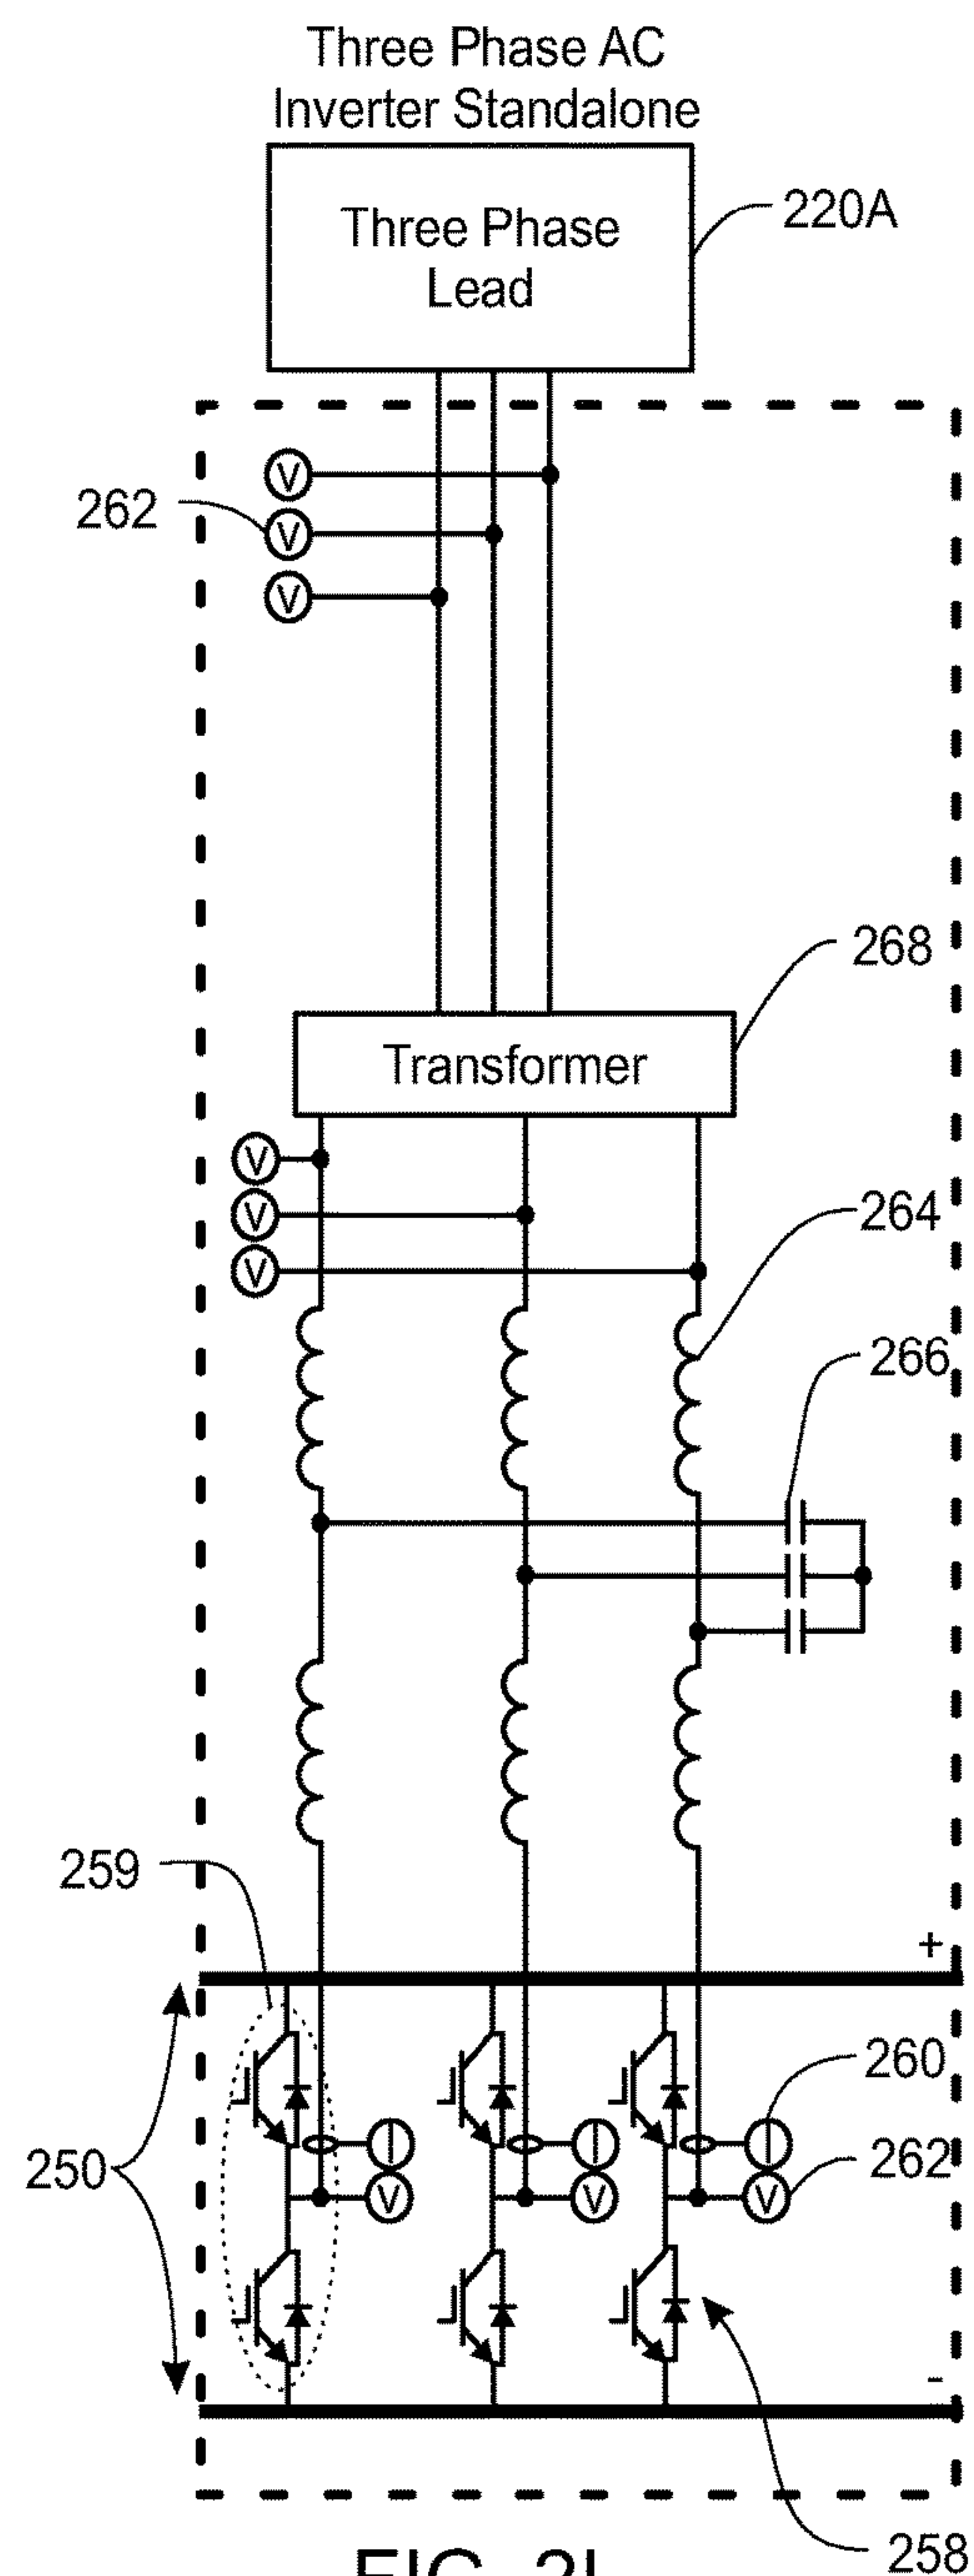 Three Phase AC
Inverter Standalone
Three Phase
Lead
220A
V
262
V
V
268
Transformer
V
V
264
V
266
259
+
260
I
I
I
250
V
V
V
262
-
258